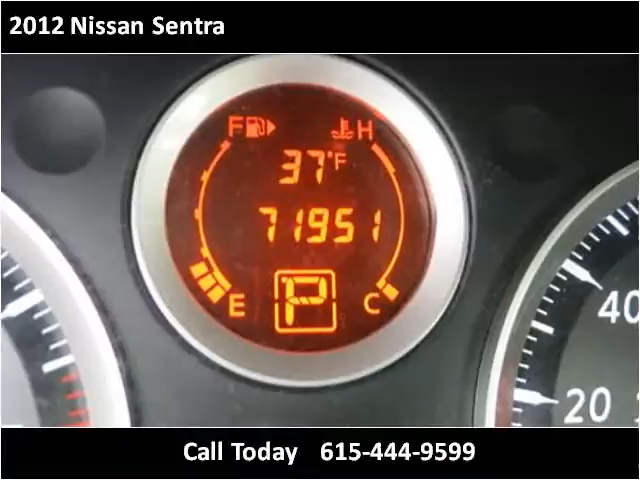 2012 Nissan Sentra
F H
37°F
71951
E P C
40
20
Call Today 615-444-9599